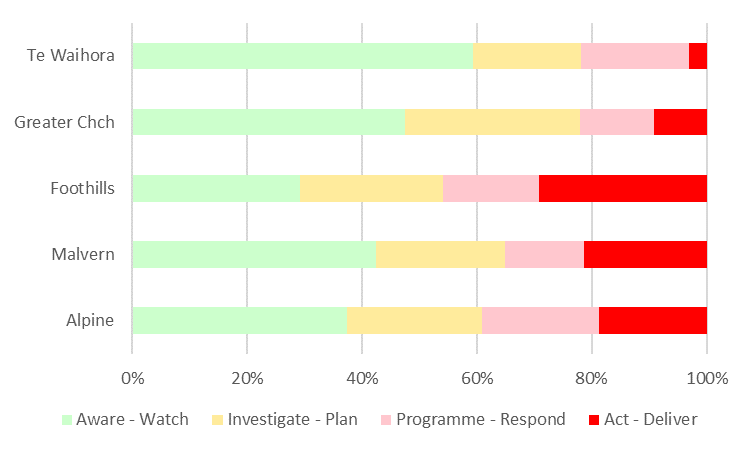 Te Waihora
Greater Chch
Foothills
Malvern
Alpine
0% 20% 40% 60% 80% 100%
Aware - Watch Investigate - Plan Programme - Respond Act - Deliver